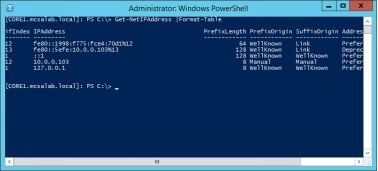 Administrator: Windows PowerShell
[CORE1.mcsalab.local]: PS C:\> Get-NetIPAddress |Format-Table
ifIndex IPAddress PrefixLength PrefixOrigin SuffixOrigin Addres
12 fe80::1998:f775:fce4:70d1%12 64 WellKnown Link Prefer
13 fe80::5efe:10.0.0.103%13 128 WellKnown Link Deprec
1 ::1 128 WellKnown WellKnown Prefer
12 10.0.0.103 8 Manual Manual Prefer
1 127.0.0.1 8 WellKnown WellKnown Prefer
[CORE1.mcsalab.local]: PS C:\> _